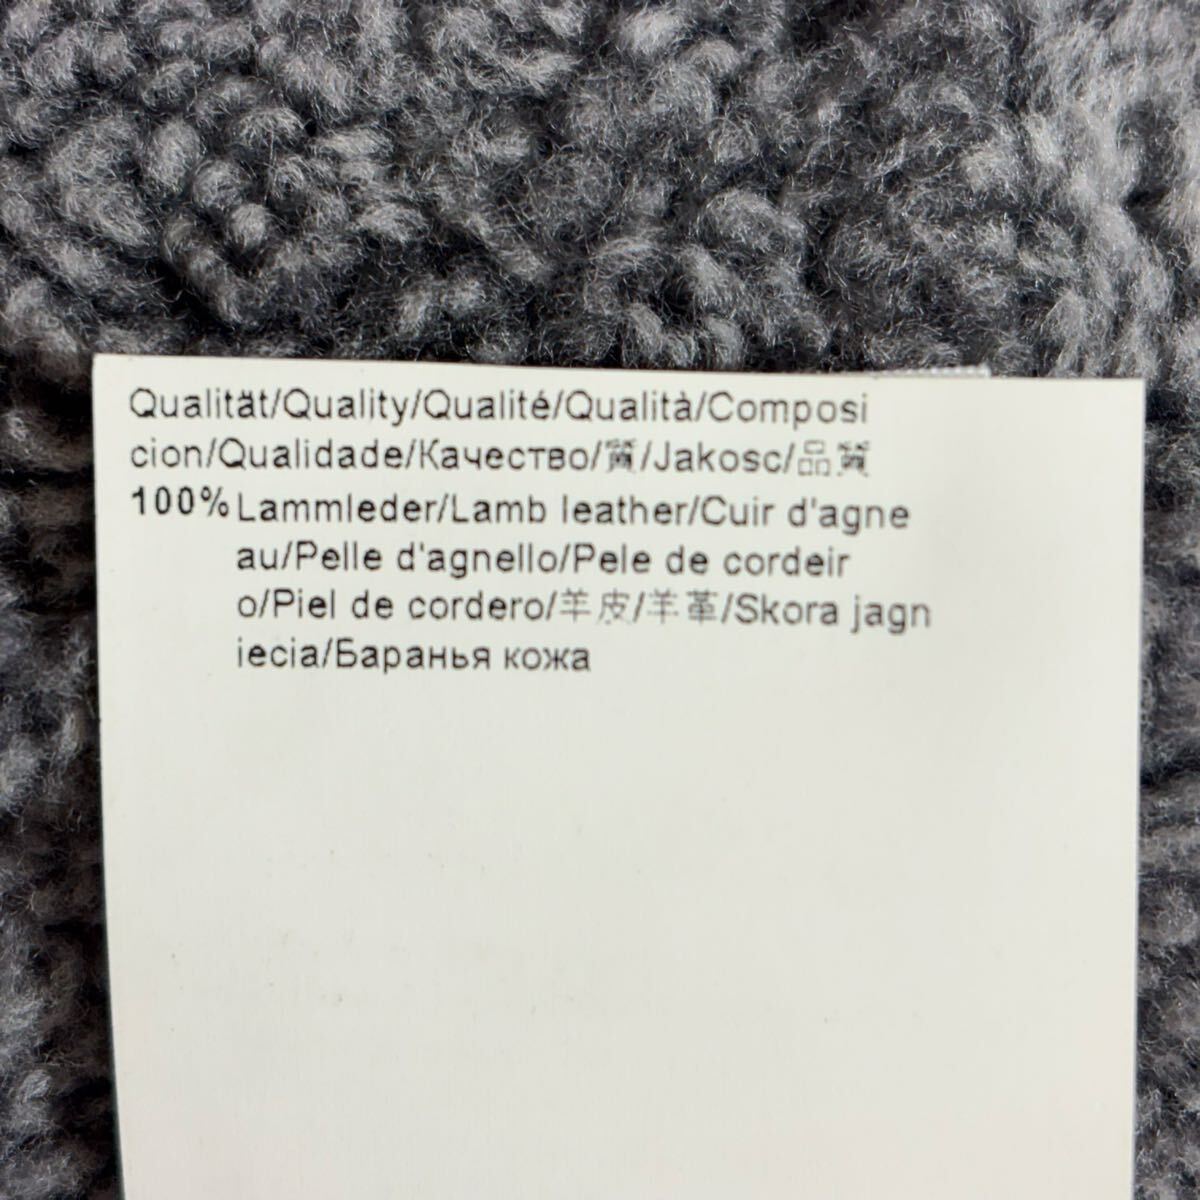 Qualität/Quality/Qualité/Qualità/Composi
cion/Qualidade/Качество/質/Jakosc/品質
100% Lammleder/Lamb leather/Cuir d'agne
au/Pelle d'agnello/Pele de cordeir
o/Piel de cordero/羊皮/羊革/Skora jagn
iecia/Баранья кожа